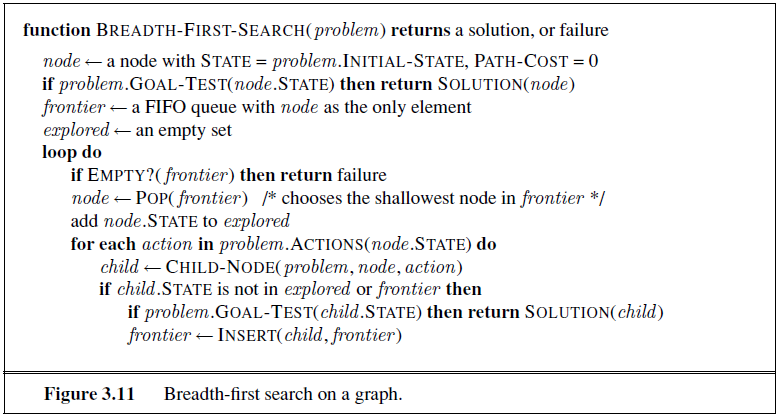 function BREADTH-FIRST-SEARCH(problem) returns a solution, or failure
node ← a node with STATE = problem.INITIAL-STATE, PATH-COST = 0
if problem.GOAL-TEST(node.STATE) then return SOLUTION(node)
frontier ← a FIFO queue with node as the only element
explored ← an empty set
loop do
if EMPTY?(frontier) then return failure
node ← POP(frontier) /* chooses the shallowest node in frontier */
add node.STATE to explored
for each action in problem.ACTIONS(node.STATE) do
child ← CHILD-NODE(problem, node, action)
if child.STATE is not in explored or frontier then
if problem.GOAL-TEST(child.STATE) then return SOLUTION(child)
frontier ← INSERT(child, frontier)
Figure 3.11 Breadth-first search on a graph.